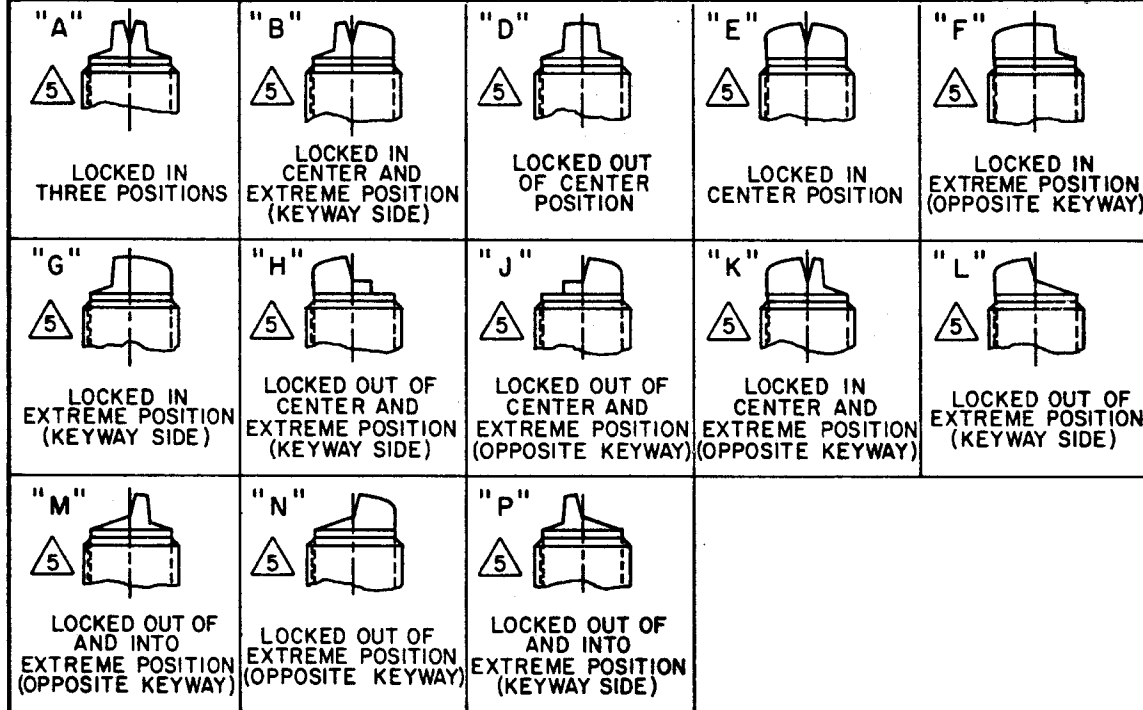 "A"
5
LOCKED IN
THREE POSITIONS
"B"
5
LOCKED IN
CENTER AND
EXTREME POSITION
(KEYWAY SIDE)
"D"
5
LOCKED OUT
OF CENTER
POSITION
"E"
5
LOCKED IN
CENTER POSITION
"F"
5
LOCKED IN
EXTREME POSITION
(OPPOSITE KEYWAY)
"G"
5
LOCKED IN
EXTREME POSITION
(KEYWAY SIDE)
"H"
5
LOCKED OUT OF
CENTER AND
EXTREME POSITION
(KEYWAY SIDE)
"J"
5
LOCKED OUT OF
CENTER AND
EXTREME POSITION
(OPPOSITE KEYWAY)
"K"
5
LOCKED IN
CENTER AND
EXTREME POSITION
(OPPOSITE KEYWAY)
"L"
5
LOCKED OUT OF
EXTREME POSITION
(KEYWAY SIDE)
"M"
5
LOCKED OUT OF
AND INTO
EXTREME POSITION
(OPPOSITE KEYWAY)
"N"
5
LOCKED OUT OF
EXTREME POSITION
(OPPOSITE KEYWAY)
"P"
5
LOCKED OUT OF
AND INTO
EXTREME POSITION
(KEYWAY SIDE)